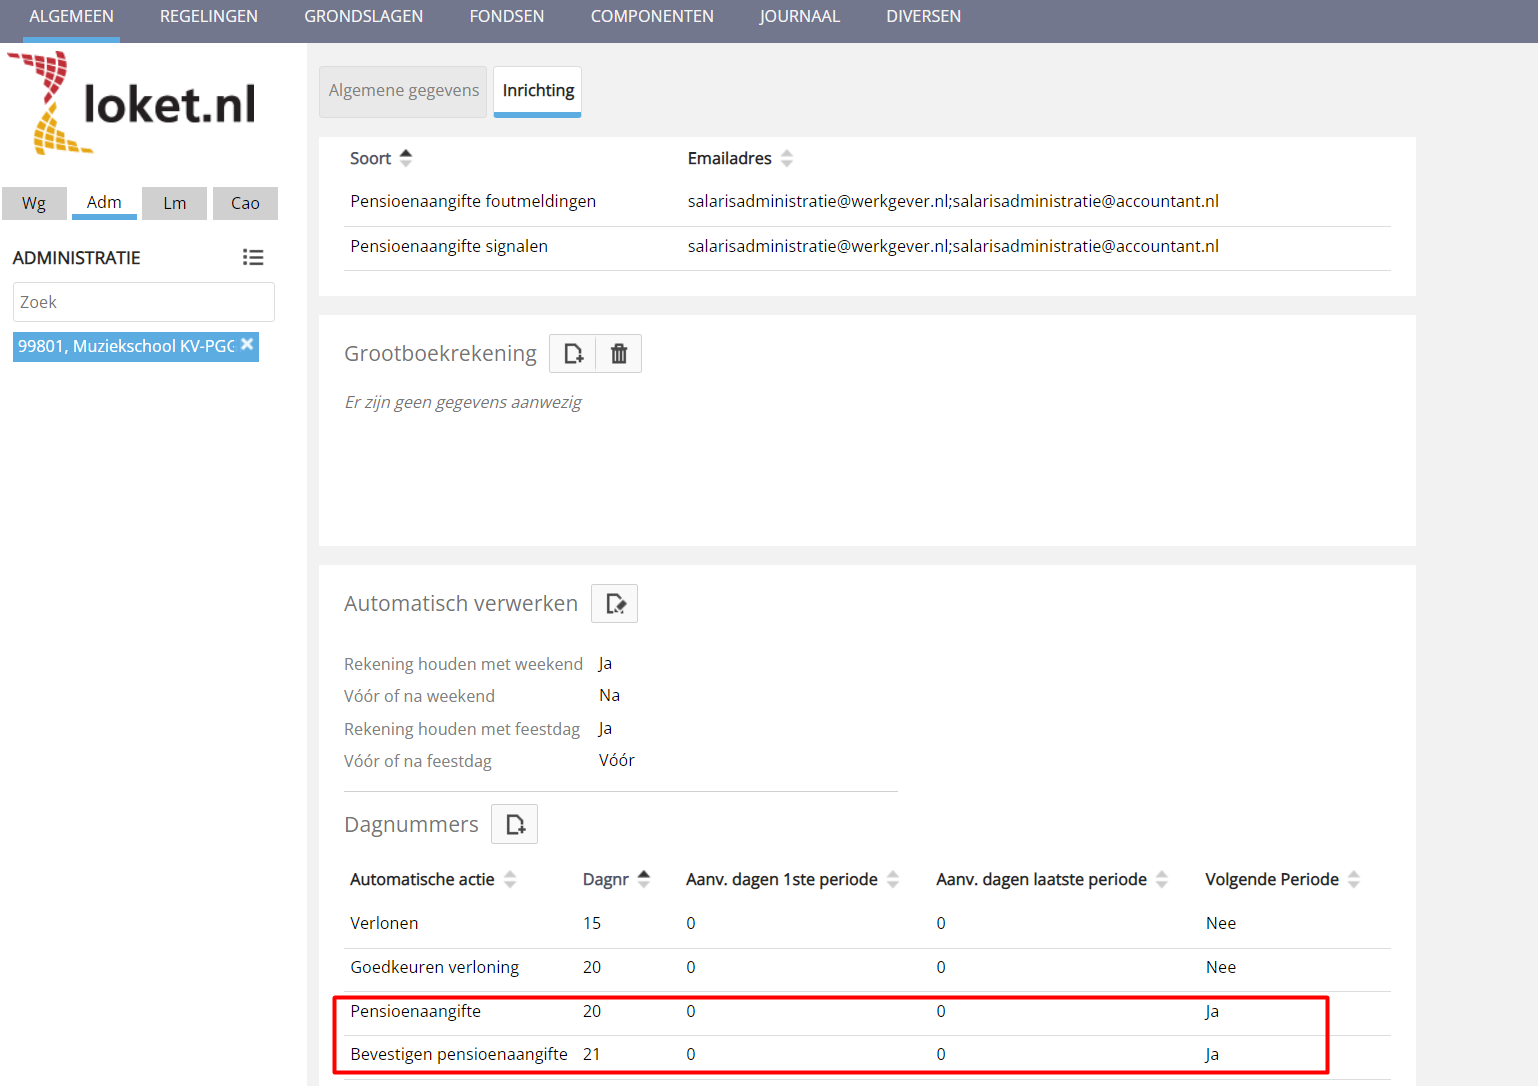 ALGEMEEN REGELINGEN GRONDSLAGEN FONDSEN COMPONENTEN JOURNAAL DIVERSEN
loket.nl
Wg Adm Lm Cao
ADMINISTRATIE
Zoek
99801, Muziekschool KV-PGG
Algemene gegevens Inrichting
Soort Emailadres
Pensioenaangifte foutmeldingen salarisadministratie@werkgever.nl;salarisadministratie@accountant.nl
Pensioenaangifte signalen salarisadministratie@werkgever.nl;salarisadministratie@accountant.nl
Grootboekrekening
Er zijn geen gegevens aanwezig
Automatisch verwerken
Rekening houden met weekend Ja
Vóór of na weekend Na
Rekening houden met feestdag Ja
Vóór of na feestdag Vóór
Dagnummers
Automatische actie Dagnr Aanv. dagen 1ste periode Aanv. dagen laatste periode Volgende Periode
Verlonen 15 0 0 Nee
Goedkeuren verloning 20 0 0 Nee
Pensioenaangifte 20 0 0 Ja
Bevestigen pensioenaangifte 21 0 0 Ja